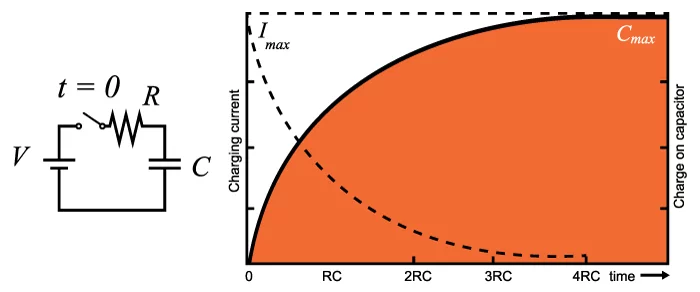 t = 0
R
V
C
I max
C max
Charging current
Charge on capacitor
0 RC 2RC 3RC 4RC time